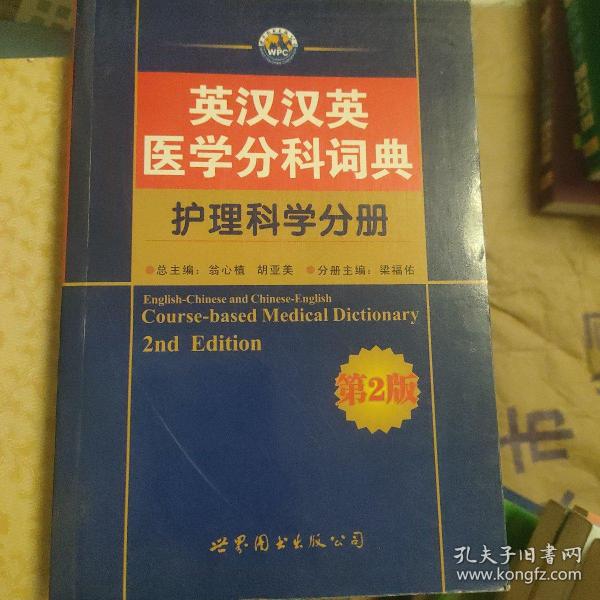 WPC
英汉汉英
医学分科词典
护理科学分册
●总主编：翁心植 胡亚美 ●分册主编：梁福佑
English-Chinese and Chinese-English
Course-based Medical Dictionary
2nd Edition
第2版
世界图书出版公司
市
孔夫子旧书网
www.kongfz.com